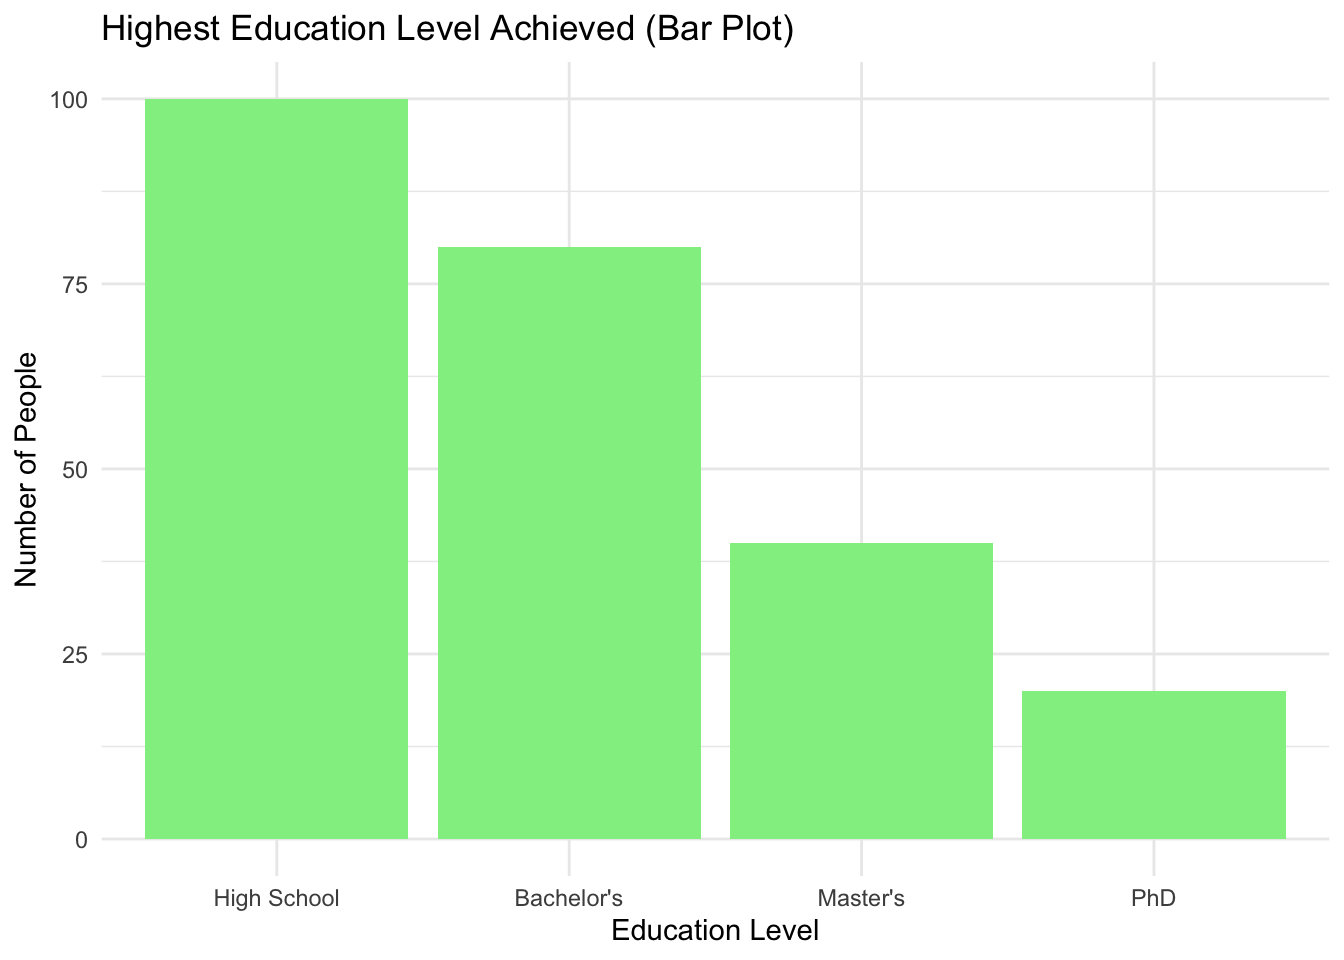 Highest Education Level Achieved (Bar Plot)
Number of People
100
75
50
25
0
High School Bachelor's Master's PhD
Education Level